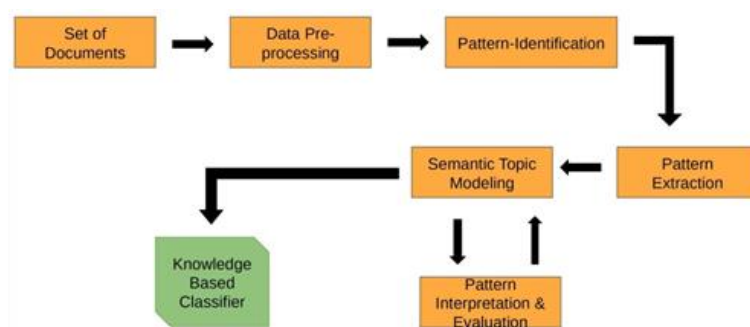 Set of
Documents
Data Pre-
processing
Pattern-Identification
Semantic Topic
Modeling
Pattern
Extraction
Knowledge
Based
Classifier
Pattern
Interpretation &
Evaluation